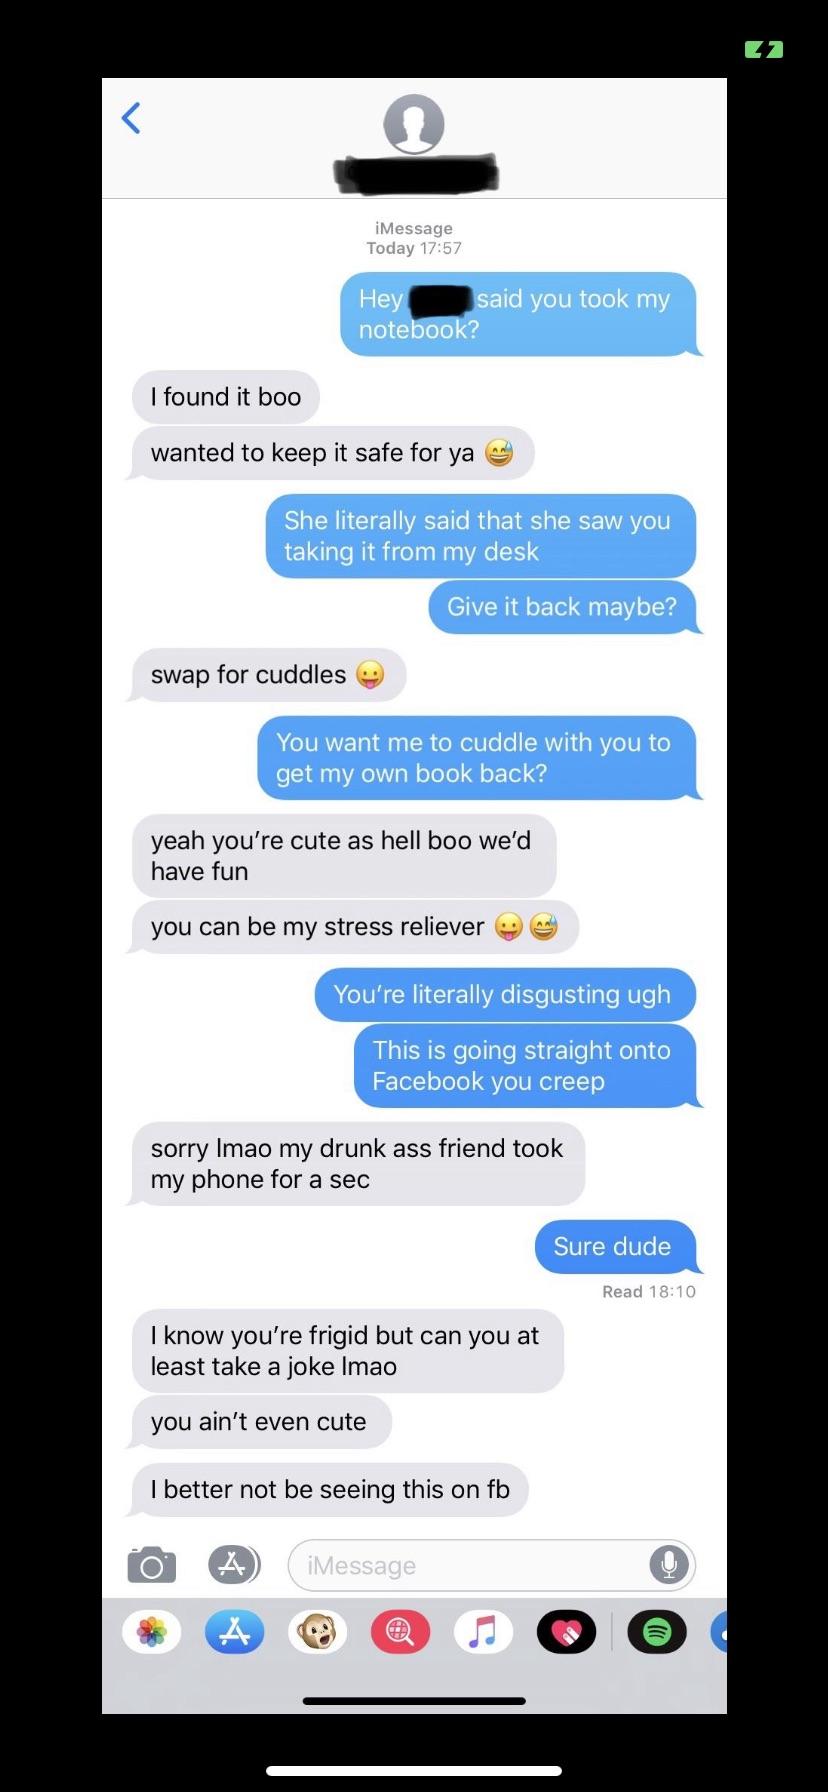 iMessage
Today 17:57
Hey said you took my
notebook?
I found it boo
wanted to keep it safe for ya 😅
She literally said that she saw you
taking it from my desk
Give it back maybe?
swap for cuddles 😛
You want me to cuddle with you to
get my own book back?
yeah you’re cute as hell boo we’d
have fun
you can be my stress reliever 😛😅
You’re literally disgusting ugh
This is going straight onto
Facebook you creep
sorry lmao my drunk ass friend took
my phone for a sec
Sure dude
Read 18:10
I know you’re frigid but can you at
least take a joke lmao
you ain’t even cute
I better not be seeing this on fb
iMessage